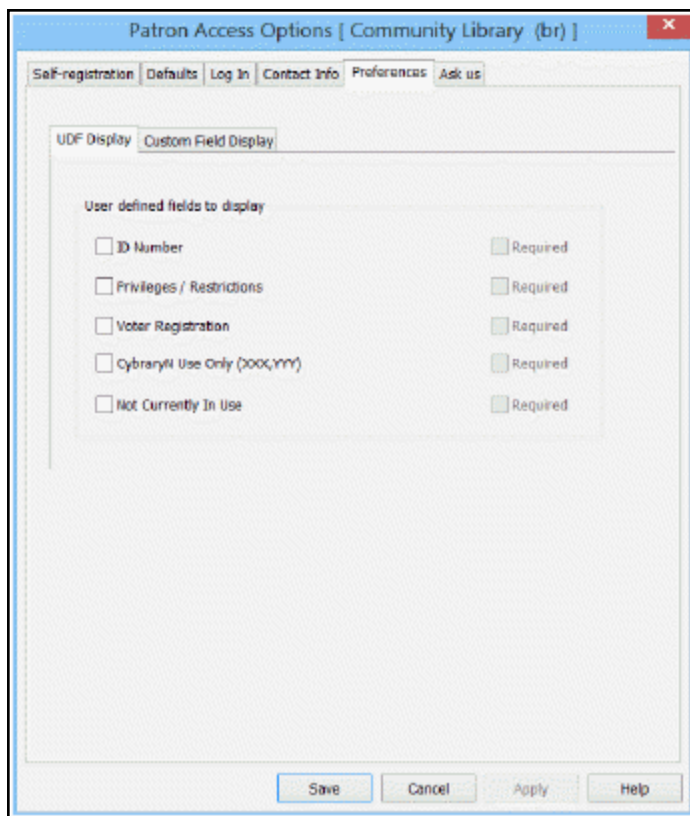 Patron Access Options [ Community Library (br) ]
Self-registration Defaults Log In Contact Info Preferences Ask us
UDF Display Custom Field Display
User defined fields to display
ID Number Required
Privileges / Restrictions Required
Voter Registration Required
CybraryN Use Only (XXX,YYY) Required
Not Currently In Use Required
Save Cancel Apply Help